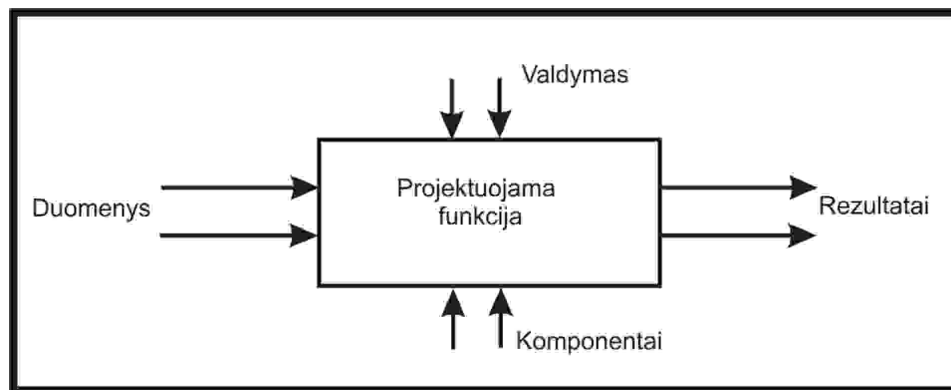 Valdymas
Duomenys
Projektuojama
funkcija
Rezultatai
Komponentai